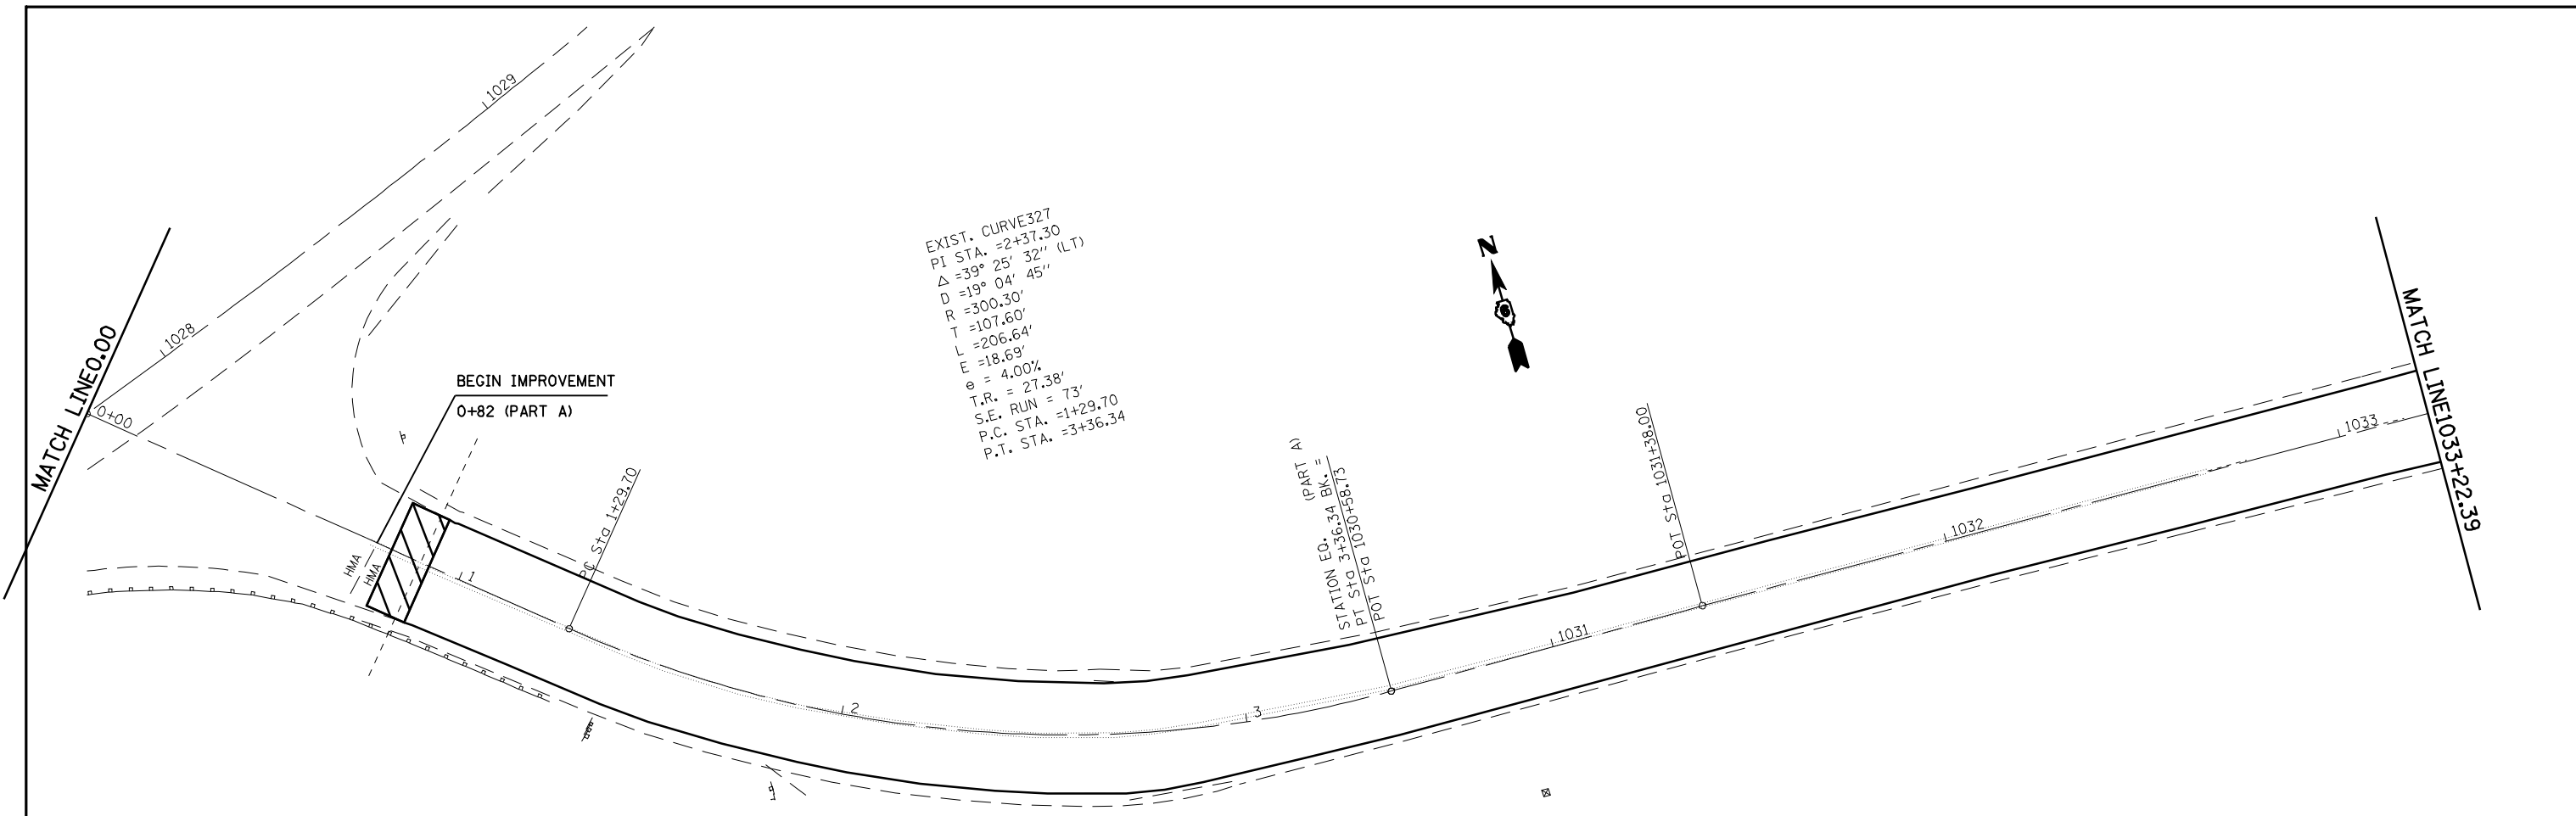 1029
1028
MATCH LINE0.00
0+00
BEGIN IMPROVEMENT
0+82 (PART A)
HMA
HMA
1
PC Sta 1+29.70
2
3
EXIST. CURVE327
PI STA. =2+37.30
Δ =39° 25' 32'' (LT)
D =19° 04' 45''
R =300.30'
T =107.60'
L =206.64'
E =18.69'
e = 4.00%
T.R. = 27.38'
S.E. RUN = 73'
P.C. STA. =1+29.70
P.T. STA. =3+36.34
N
6
STATION EQ. (PART A)
PT Sta 3+36.34 BK. =
POT Sta 1030+58.73
1031
POT Sta 1031+38.00
1032
1033
MATCH LINE1033+22.39